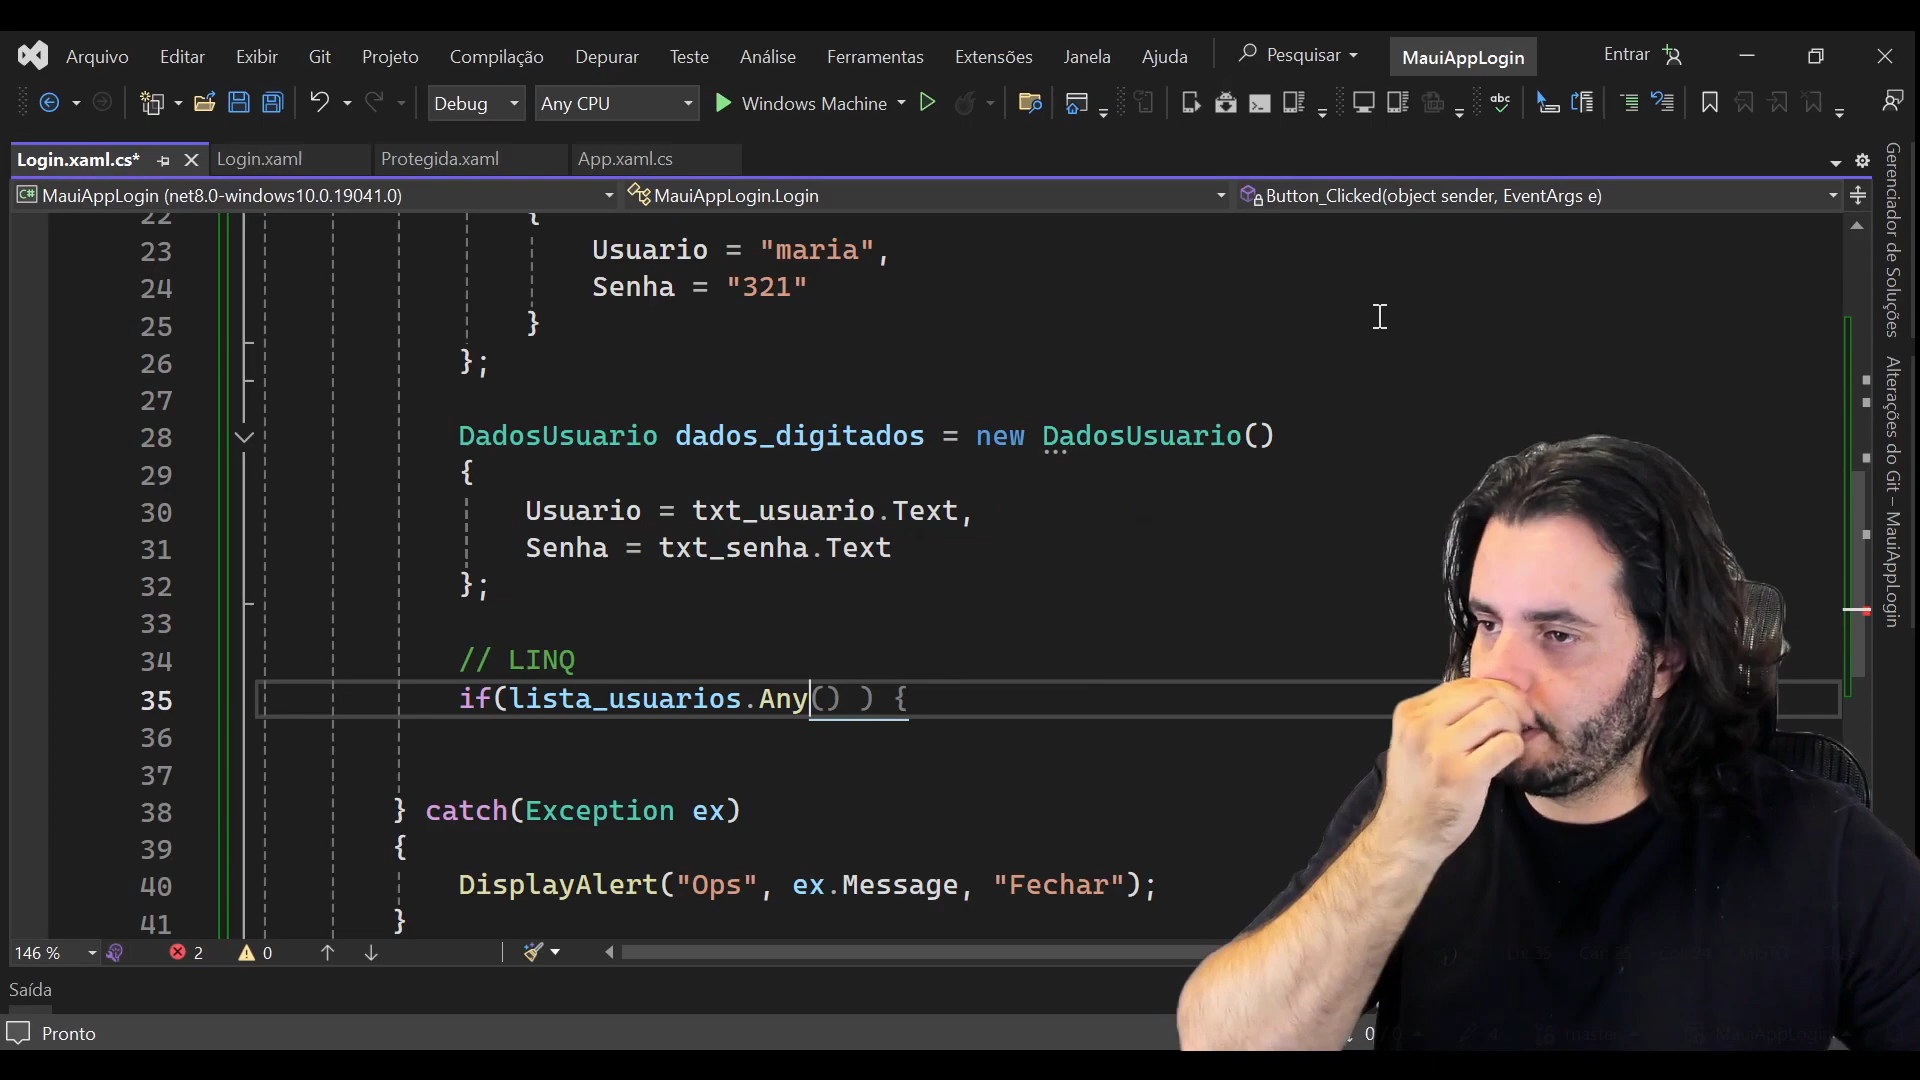 Arquivo Editar Exibir Git Projeto Compilação Depurar Teste Análise Ferramentas Extensões Janela Ajuda Pesquisar MauiAppLogin Entrar
Debug Any CPU Windows Machine abc
Login.xaml.cs* Login.xaml Protegida.xaml App.xaml.cs
C# MauiAppLogin (net8.0-windows10.0.19041.0) MauiAppLogin.Login Button_Clicked(object sender, EventArgs e)
22 {
23 Usuario = "maria",
24 Senha = "321"
25 }
26 };
27
28 DadosUsuario dados_digitados = new DadosUsuario()
29 {
30 Usuario = txt_usuario.Text,
31 Senha = txt_senha.Text
32 };
33
34 // LINQ
35 if(lista_usuarios.Any() ) {
36
37
38 } catch(Exception ex)
39 {
40 DisplayAlert("Ops", ex.Message, "Fechar");
41 }
146 % 2 0
Saída
Pronto
Gerenciador de Soluções
Alterações do Git – MauiAppLogin